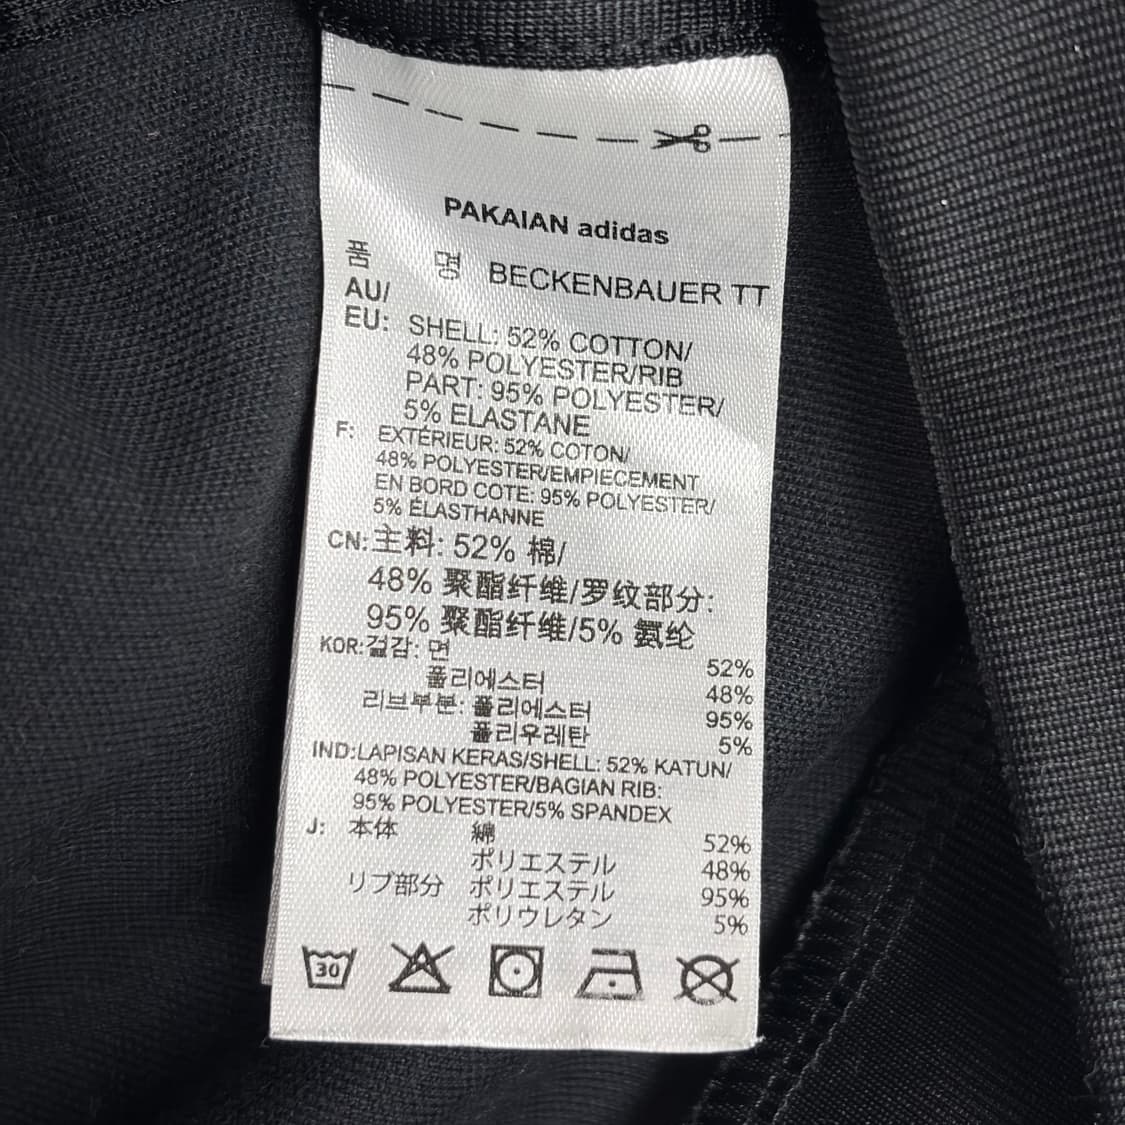 PAKAIAN adidas
품 명 BECKENBAUER TT
AU/
EU: SHELL: 52% COTTON/
48% POLYESTER/RIB
PART: 95% POLYESTER/
5% ELASTANE
F: EXTÉRIEUR: 52% COTON/
48% POLYESTER/EMPIECEMENT
EN BORD COTE: 95% POLYESTER/
5% ÉLASTHANNE
CN: 主料: 52% 棉/
48% 聚酯纤维/罗纹部分:
95% 聚酯纤维/5% 氨纶
KOR: 겉감: 면 52%
폴리에스터 48%
리브부분: 폴리에스터 95%
폴리우레탄 5%
IND:LAPISAN KERAS/SHELL: 52% KATUN/
48% POLYESTER/BAGIAN RIB:
95% POLYESTER/5% SPANDEX
J: 本体 綿 52%
ポリエステル 48%
リブ部分 ポリエステル 95%
ポリウレタン 5%
30